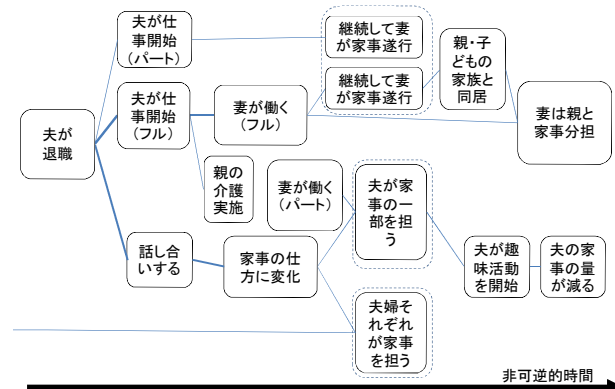 夫が仕
事開始
(パート)
継続して妻
が家事遂行
継続して妻
が家事遂行
親・子
どもの
家族と
同居
夫が
退職
夫が仕
事開始
(フル)
妻が働く
(フル)
妻は親と
家事分担
親の
介護
実施
妻が働く
(パート)
夫が家
事の一
部を担
う
話し合
いする
家事の仕
方に変化
夫が趣
味活動
を開始
夫の家
事の量
が減る
夫婦そ
れぞれ
が家事
を担う
非可逆的時間